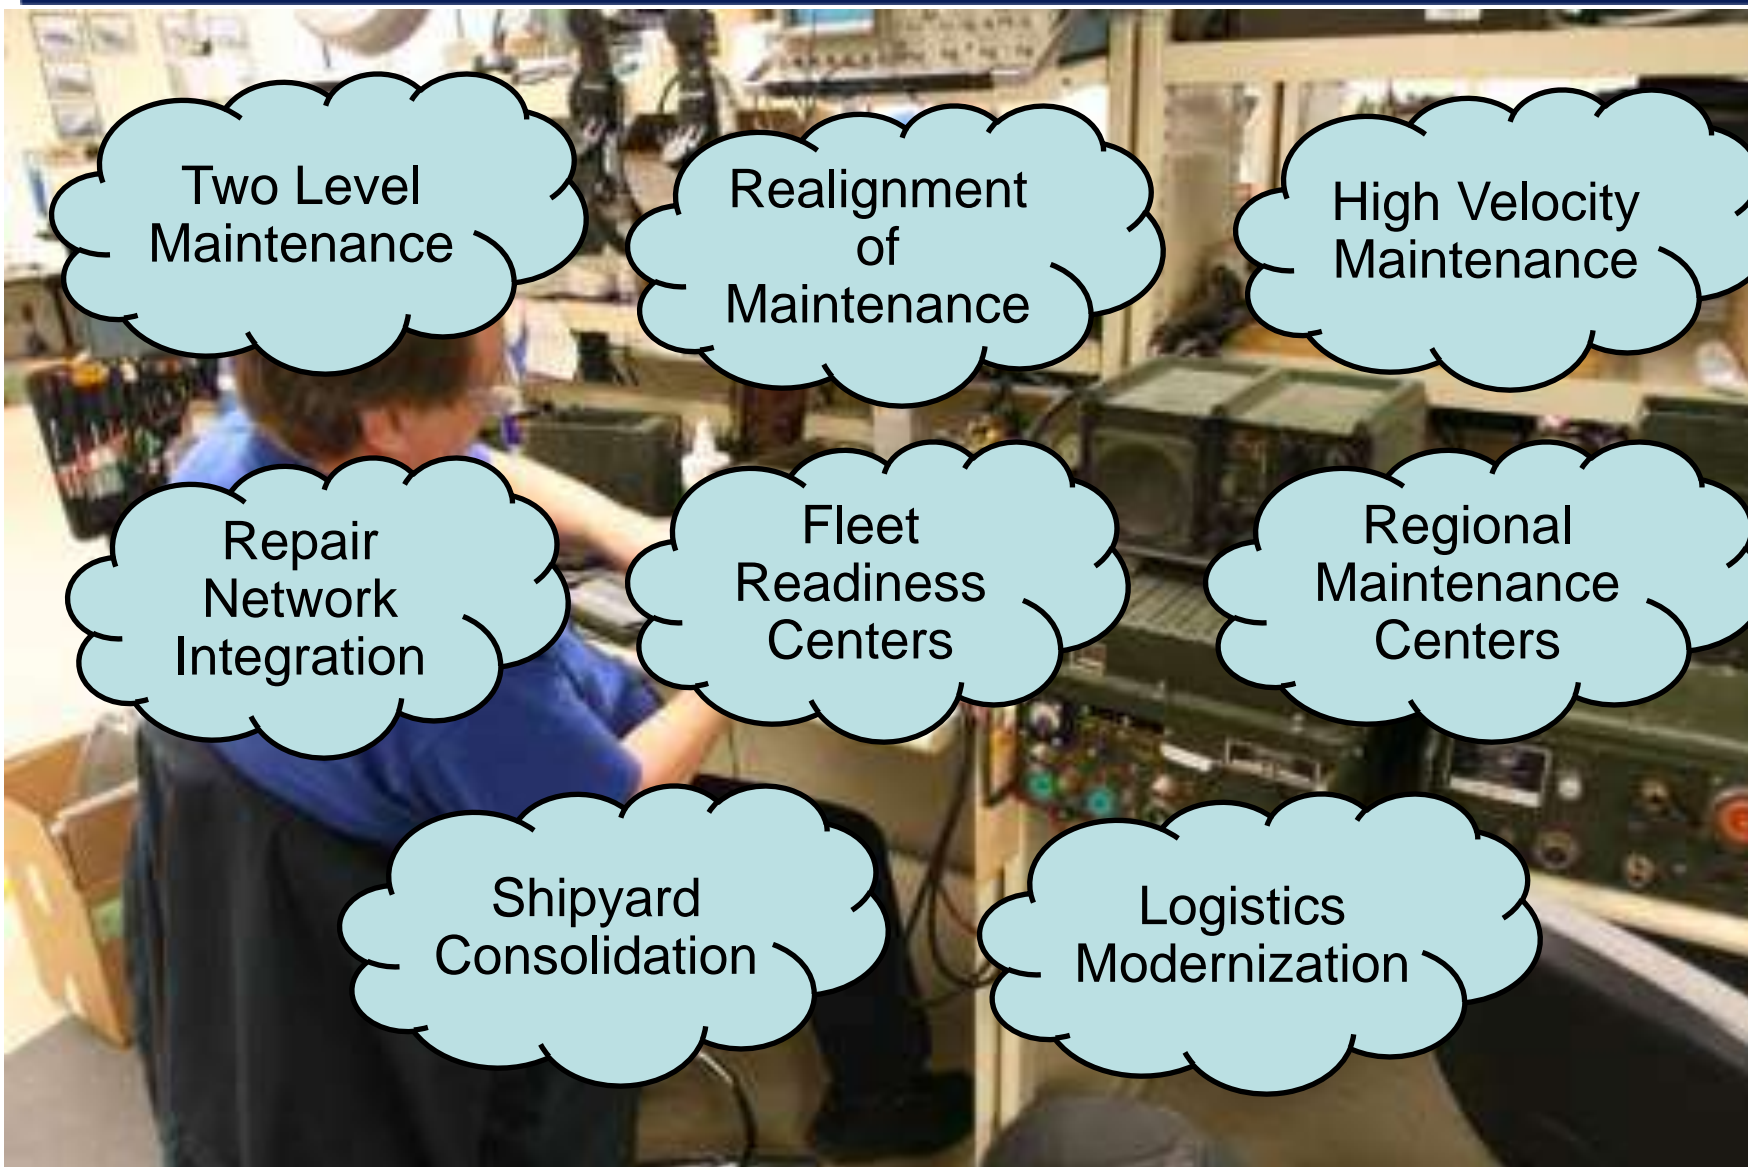 Two Level
Maintenance
Realignment
of
Maintenance
High Velocity
Maintenance
Repair
Network
Integration
Fleet
Readiness
Centers
Regional
Maintenance
Centers
Shipyard
Consolidation
Logistics
Modernization